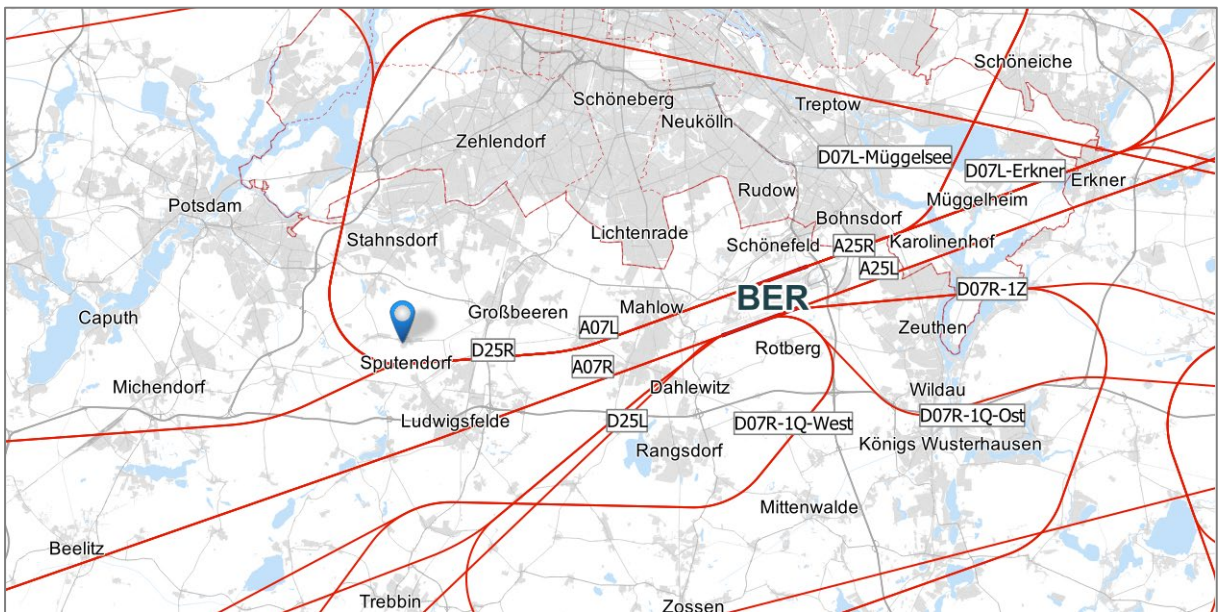 Schöneiche
Schöneberg
Treptow
Neukölln
Zehlendorf
D07L-Müggelsee
D07L-Erkner
Erkner
Rudow
Potsdam
Müggelheim
Bohnsdorf
Stahnsdorf
Lichtenrade
Schönefeld
A25R
Karolinenhof
A25L
D07R-1Z
BER
Caputh
Großbeeren
Mahlow
A07L
Zeuthen
D25R
Rotberg
Sputendorf
A07R
Michendorf
Dahlewitz
Wildau
Ludwigsfelde
D25L
D07R-1Q-West
D07R-1Q-Ost
Rangsdorf
Königs Wusterhausen
Mittenwalde
Beelitz
Trebbin
Zossen